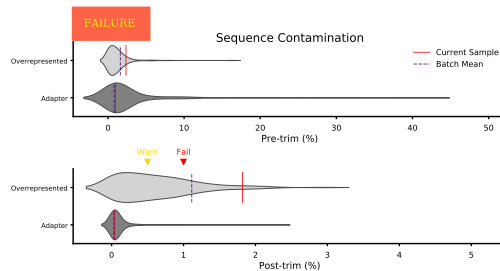 FAILURE
Sequence Contamination
Current Sample
Batch Mean
Overrepresented
Adapter
0 10 20 30 40 50
Pre-trim (%)
Warn Fail
Overrepresented
Adapter
0 1 2 3 4 5
Post-trim (%)